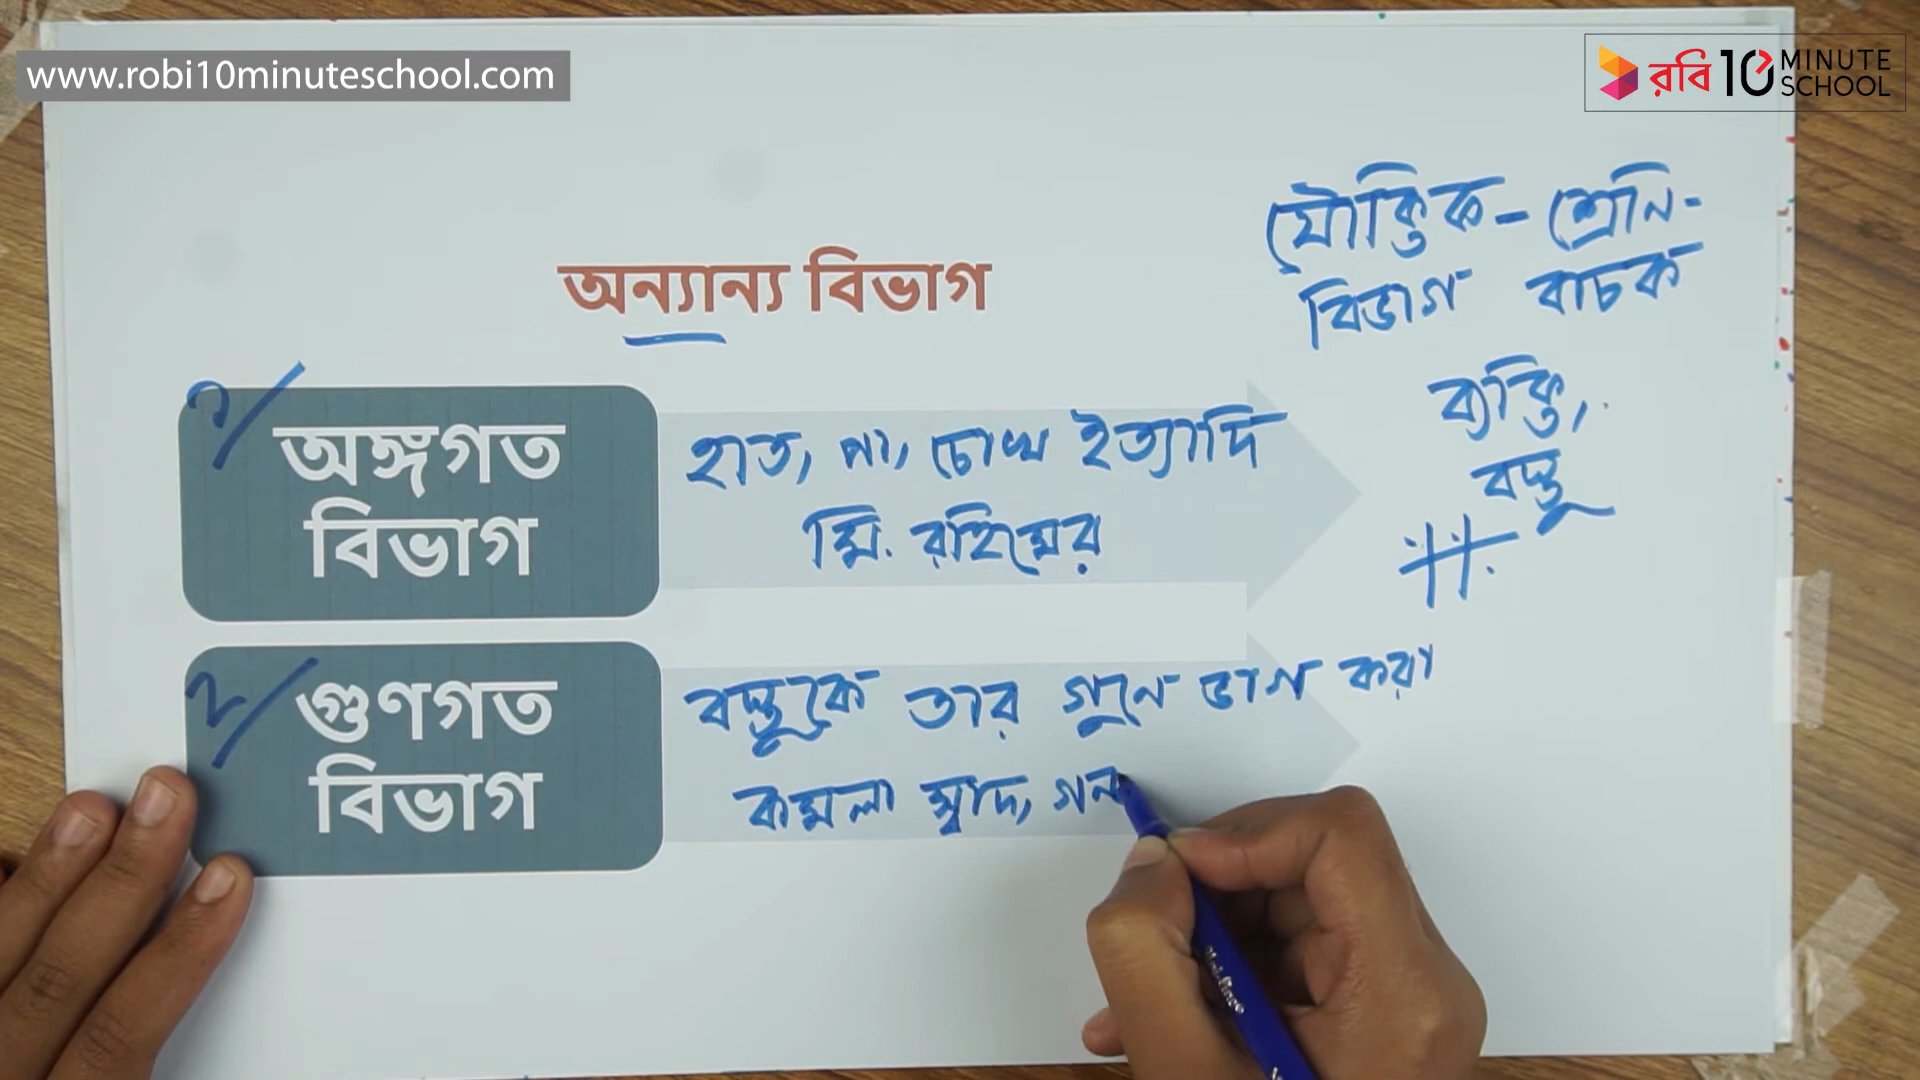 www.robi10minuteschool.com
রবি 10 MINUTE SCHOOL
যৌক্তিক - শ্রেনি-
বিভাগ বাচক
অন্যান্য বিভাগ
ব্যক্তি,
বস্তু
১/
অঙ্গগত
বিভাগ
হাত, পা, চোখ ইত্যাদি
মি. রহিমের
২/
গুণগত
বিভাগ
বস্তুকে তার গুনে ভাগ করা
কমলা স্বাদ,